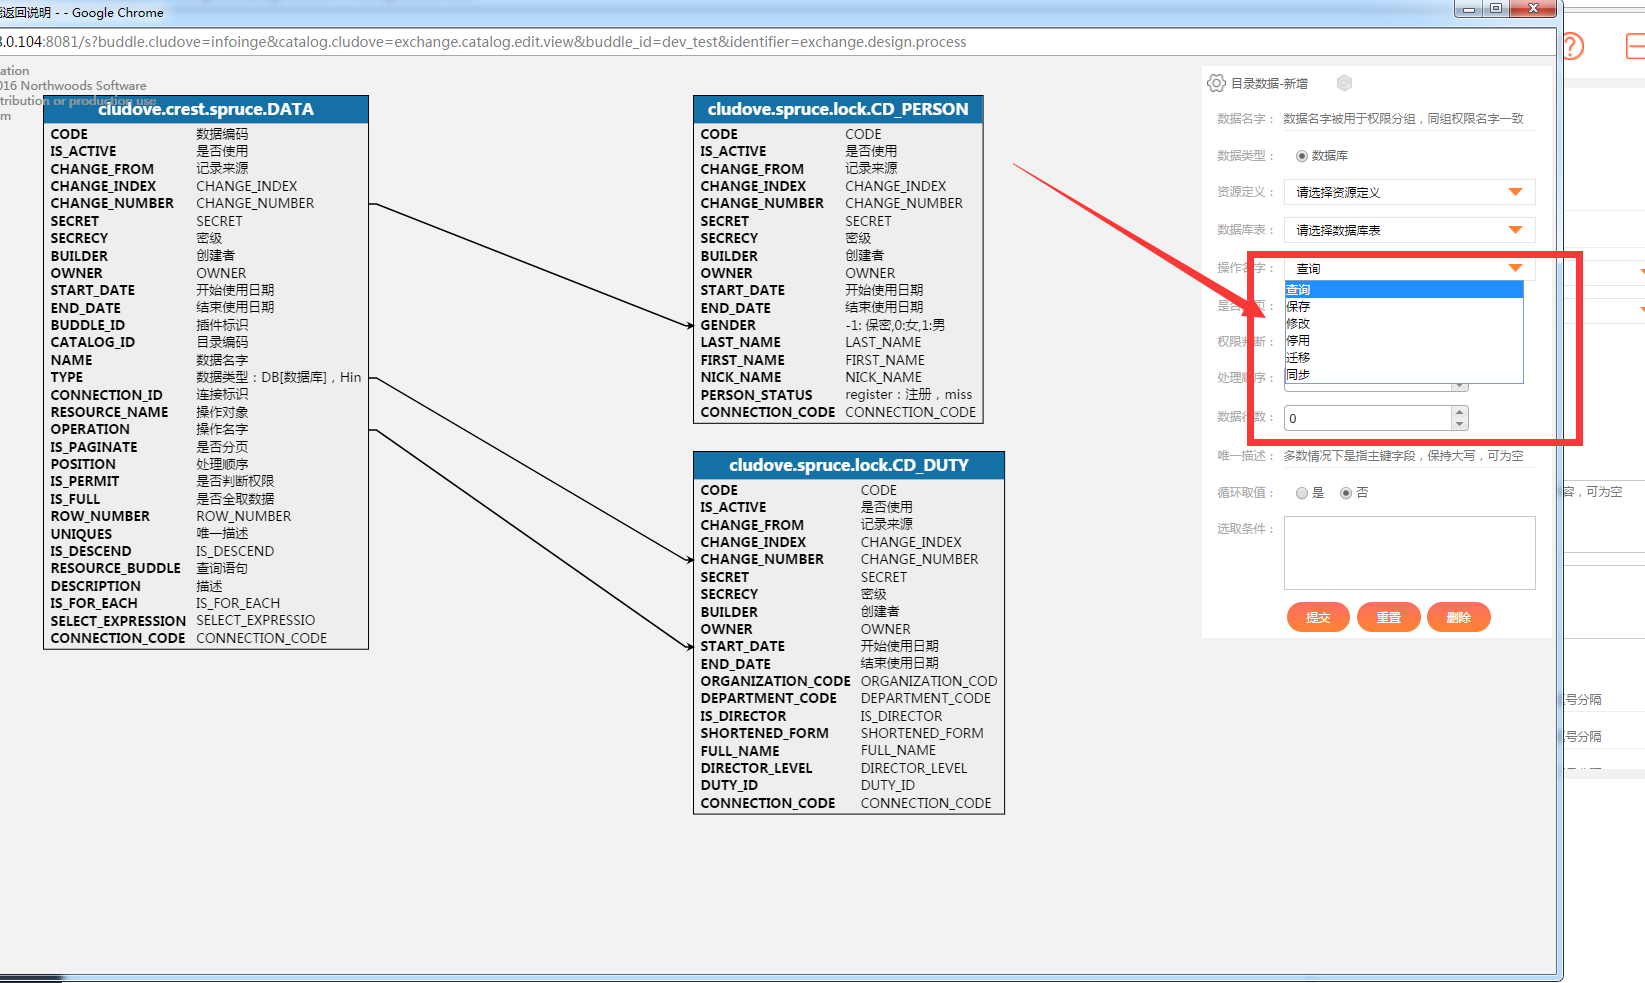 返回说明 - - Google Chrome
3.0.104:8081/s?buddle.cludove=infoinge&catalog.cludove=exchange.catalog.edit.view&buddle_id=dev_test&identifier=exchange.design.process
ation
016 Northwoods Software
tribution or production use
m
cludove.crest.spruce.DATA
CODE 数据编码
IS_ACTIVE 是否使用
CHANGE_FROM 记录来源
CHANGE_INDEX CHANGE_INDEX
CHANGE_NUMBER CHANGE_NUMBER
SECRET SECRET
SECRECY 密级
BUILDER 创建者
OWNER OWNER
START_DATE 开始使用日期
END_DATE 结束使用日期
BUDDLE_ID 插件标识
CATALOG_ID 目录编码
NAME 数据名字
TYPE 数据类型：DB[数据库]，Hin
CONNECTION_ID 连接标识
RESOURCE_NAME 操作对象
OPERATION 操作名字
IS_PAGINATE 是否分页
POSITION 处理顺序
IS_PERMIT 是否判断权限
IS_FULL 是否全取数据
ROW_NUMBER ROW_NUMBER
UNIQUES 唯一描述
IS_DESCEND IS_DESCEND
RESOURCE_BUDDLE 查询语句
DESCRIPTION 描述
IS_FOR_EACH IS_FOR_EACH
SELECT_EXPRESSION SELECT_EXPRESSIO
CONNECTION_CODE CONNECTION_CODE
cludove.spruce.lock.CD_PERSON
CODE CODE
IS_ACTIVE 是否使用
CHANGE_FROM 记录来源
CHANGE_INDEX CHANGE_INDEX
CHANGE_NUMBER CHANGE_NUMBER
SECRET SECRET
SECRECY 密级
BUILDER 创建者
OWNER OWNER
START_DATE 开始使用日期
END_DATE 结束使用日期
GENDER -1: 保密,0:女,1:男
LAST_NAME LAST_NAME
FIRST_NAME FIRST_NAME
NICK_NAME NICK_NAME
PERSON_STATUS register：注册，miss
CONNECTION_CODE CONNECTION_CODE
cludove.spruce.lock.CD_DUTY
CODE CODE
IS_ACTIVE 是否使用
CHANGE_FROM 记录来源
CHANGE_INDEX CHANGE_INDEX
CHANGE_NUMBER CHANGE_NUMBER
SECRET SECRET
SECRECY 密级
BUILDER 创建者
OWNER OWNER
START_DATE 开始使用日期
END_DATE 结束使用日期
ORGANIZATION_CODE ORGANIZATION_COD
DEPARTMENT_CODE DEPARTMENT_CODE
IS_DIRECTOR IS_DIRECTOR
SHORTENED_FORM SHORTENED_FORM
FULL_NAME FULL_NAME
DIRECTOR_LEVEL DIRECTOR_LEVEL
DUTY_ID DUTY_ID
CONNECTION_CODE CONNECTION_CODE
目录数据-新增
数据名字： 数据名字被用于权限分组，同组权限名字一致
数据类型： 数据库
资源定义： 请选择资源定义
数据库表： 请选择数据库表
操作名字： 查询
查询
保存
修改
停用
迁移
同步
是否 页：
权限判断：
处理顺序：
数据行数： 0
唯一描述： 多数情况下是指主键字段，保持大写，可为空
循环取值： 是 否
选取条件：
提交 重置 删除
容，可为空
号分隔
号分隔